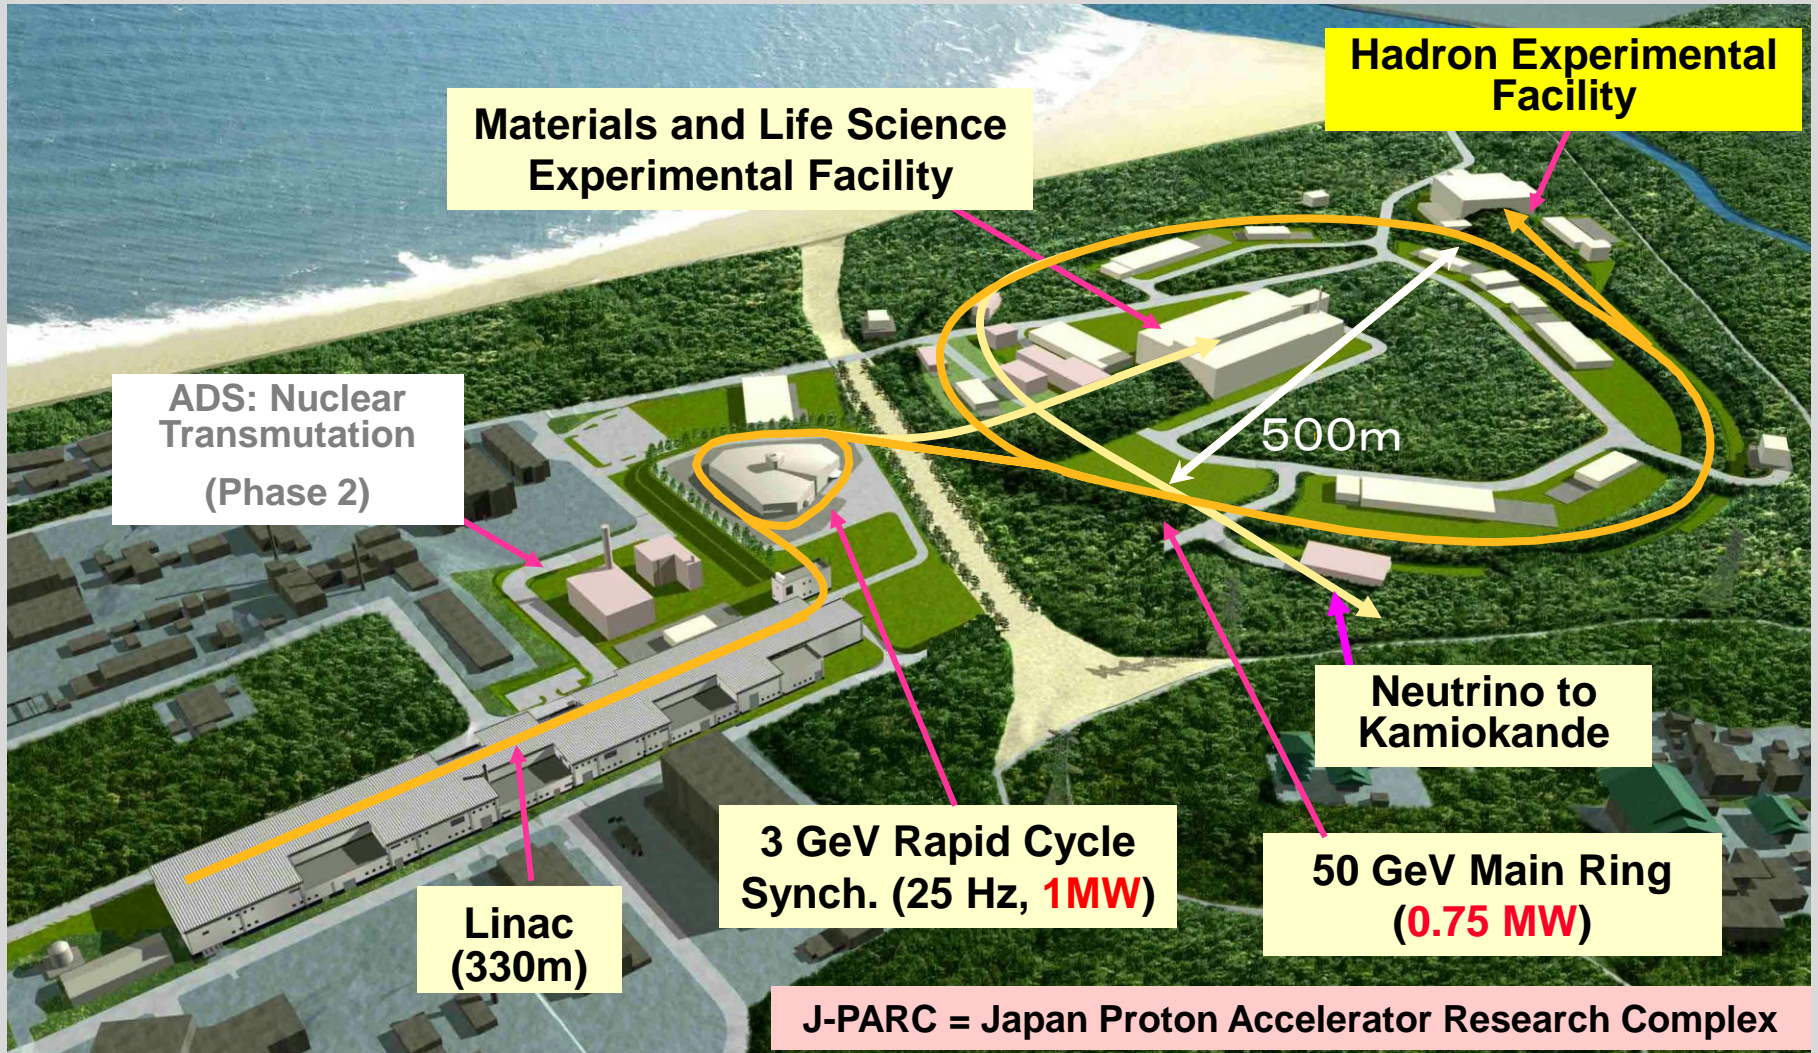 Hadron Experimental
Facility
Materials and Life Science
Experimental Facility
ADS: Nuclear
Transmutation
(Phase 2)
500m
Neutrino to
Kamiokande
3 GeV Rapid Cycle
Synch. (25 Hz, 1MW)
50 GeV Main Ring
(0.75 MW)
Linac
(330m)
J-PARC = Japan Proton Accelerator Research Complex